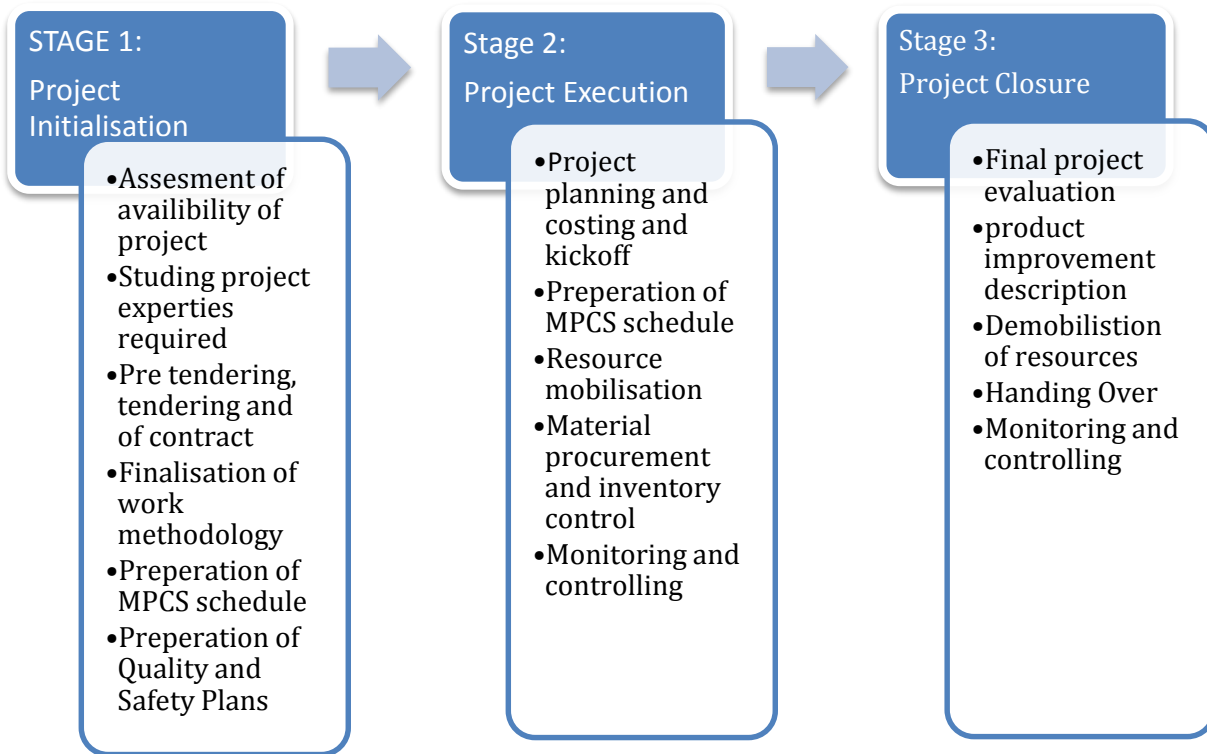 STAGE 1:
Project
Initialisation
•Assesment of
availibility of
project
•Studing project
experties
required
•Pre tendering,
tendering and
of contract
•Finalisation of
work
methodology
•Preperation of
MPCS schedule
•Preperation of
Quality and
Safety Plans
Stage 2:
Project Execution
•Project
planning and
costing and
kickoff
•Preperation of
MPCS schedule
•Resource
mobilisation
•Material
procurement
and inventory
control
•Monitoring and
controlling
Stage 3:
Project Closure
•Final project
evaluation
•product
improvement
description
•Demobilistion
of resources
•Handing Over
•Monitoring and
controlling